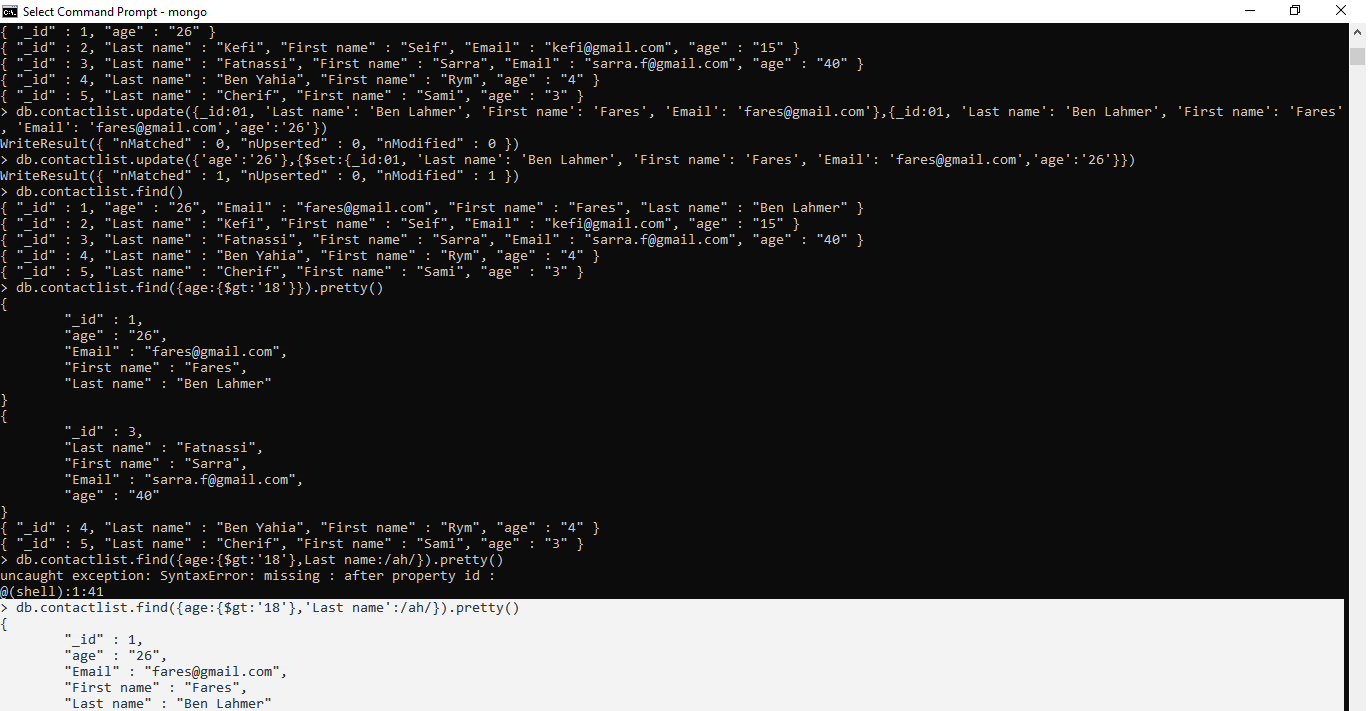 Select Command Prompt - mongo
{ "_id" : 1, "age" : "26" }
{ "_id" : 2, "Last name" : "Kefi", "First name" : "Seif", "Email" : "kefi@gmail.com", "age" : "15" }
{ "_id" : 3, "Last name" : "Fatnassi", "First name" : "Sarra", "Email" : "sarra.f@gmail.com", "age" : "40" }
{ "_id" : 4, "Last name" : "Ben Yahia", "First name" : "Rym", "age" : "4" }
{ "_id" : 5, "Last name" : "Cherif", "First name" : "Sami", "age" : "3" }
> db.contactlist.update({_id:01, 'Last name': 'Ben Lahmer', 'First name': 'Fares', 'Email': 'fares@gmail.com'},{_id:01, 'Last name': 'Ben Lahmer', 'First name': 'Fares'
, 'Email': 'fares@gmail.com','age':'26'})
WriteResult({ "nMatched" : 0, "nUpserted" : 0, "nModified" : 0 })
> db.contactlist.update({'age':'26'},{$set:{_id:01, 'Last name': 'Ben Lahmer', 'First name': 'Fares', 'Email': 'fares@gmail.com','age':'26'}})
WriteResult({ "nMatched" : 1, "nUpserted" : 0, "nModified" : 1 })
> db.contactlist.find()
{ "_id" : 1, "age" : "26", "Email" : "fares@gmail.com", "First name" : "Fares", "Last name" : "Ben Lahmer" }
{ "_id" : 2, "Last name" : "Kefi", "First name" : "Seif", "Email" : "kefi@gmail.com", "age" : "15" }
{ "_id" : 3, "Last name" : "Fatnassi", "First name" : "Sarra", "Email" : "sarra.f@gmail.com", "age" : "40" }
{ "_id" : 4, "Last name" : "Ben Yahia", "First name" : "Rym", "age" : "4" }
{ "_id" : 5, "Last name" : "Cherif", "First name" : "Sami", "age" : "3" }
> db.contactlist.find({age:{$gt:'18'}}).pretty()
{
"_id" : 1,
"age" : "26",
"Email" : "fares@gmail.com",
"First name" : "Fares",
"Last name" : "Ben Lahmer"
}
{
"_id" : 3,
"Last name" : "Fatnassi",
"First name" : "Sarra",
"Email" : "sarra.f@gmail.com",
"age" : "40"
}
{ "_id" : 4, "Last name" : "Ben Yahia", "First name" : "Rym", "age" : "4" }
{ "_id" : 5, "Last name" : "Cherif", "First name" : "Sami", "age" : "3" }
> db.contactlist.find({age:{$gt:'18'},Last name:/ah/}).pretty()
uncaught exception: SyntaxError: missing : after property id :
@(shell):1:41
> db.contactlist.find({age:{$gt:'18'},'Last name':/ah/}).pretty()
{
"_id" : 1,
"age" : "26",
"Email" : "fares@gmail.com",
"First name" : "Fares",
"Last name" : "Ben Lahmer"